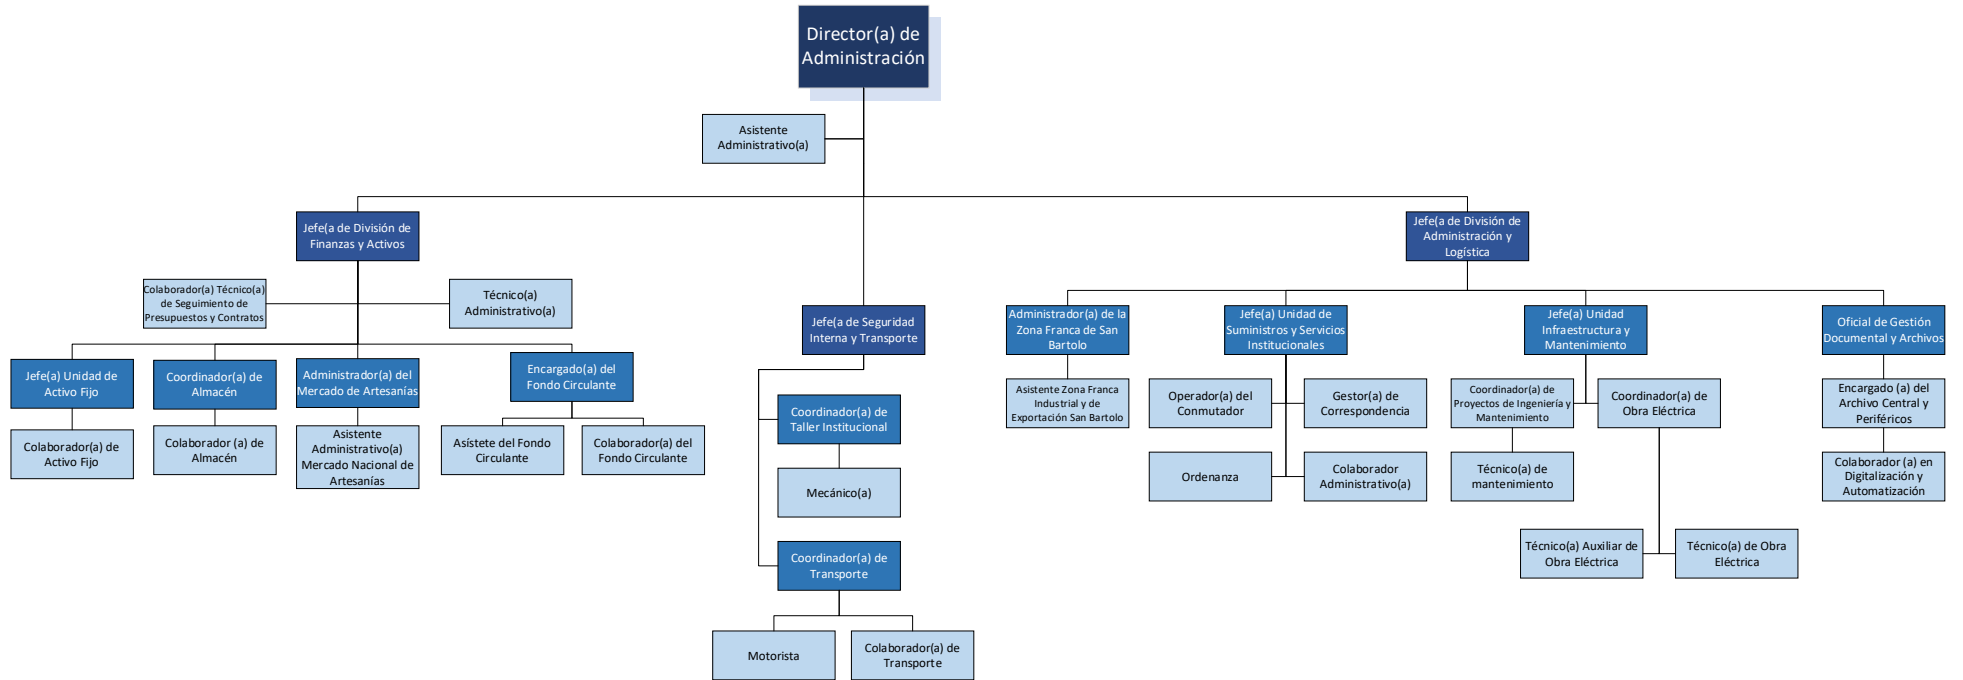 Director(a) de
Administración
Asistente
Administrativo(a)
Jefe(a de División de
Finanzas y Activos
Colaborador(a) Técnico(a)
de Seguimiento de
Presupuestos y Contratos
Técnico(a)
Administrativo(a)
Jefe(a) Unidad de
Activo Fijo
Colaborador(a) de
Activo Fijo
Coordinador(a) de
Almacén
Colaborador (a) de
Almacén
Administrador(a) del
Mercado de Artesanías
Asistente
Administrativo(a)
Mercado Nacional de
Artesanías
Encargado(a) del
Fondo Circulante
Asístete del Fondo
Circulante
Colaborador(a) del
Fondo Circulante
Jefe(a de Seguridad
Interna y Transporte
Coordinador(a) de
Taller Institucional
Mecánico(a)
Coordinador(a) de
Transporte
Motorista
Colaborador(a) de
Transporte
Jefe(a de División de
Administración y
Logística
Administrador(a) de la
Zona Franca de San
Bartolo
Asistente Zona Franca
Industrial y de
Exportación San Bartolo
Jefe(a) Unidad de
Suministros y Servicios
Institucionales
Operador(a) del
Conmutador
Gestor(a) de
Correspondencia
Ordenanza
Colaborador
Administrativo(a)
Jefe(a) Unidad
Infraestructura y
Mantenimiento
Coordinador(a) de
Proyectos de Ingeniería y
Mantenimiento
Técnico(a) de
mantenimiento
Coordinador(a) de
Obra Eléctrica
Técnico(a) Auxiliar de
Obra Eléctrica
Técnico(a) de Obra
Eléctrica
Oficial de Gestión
Documental y Archivos
Encargado (a) del
Archivo Central y
Periféricos
Colaborador (a) en
Digitalización y
Automatización